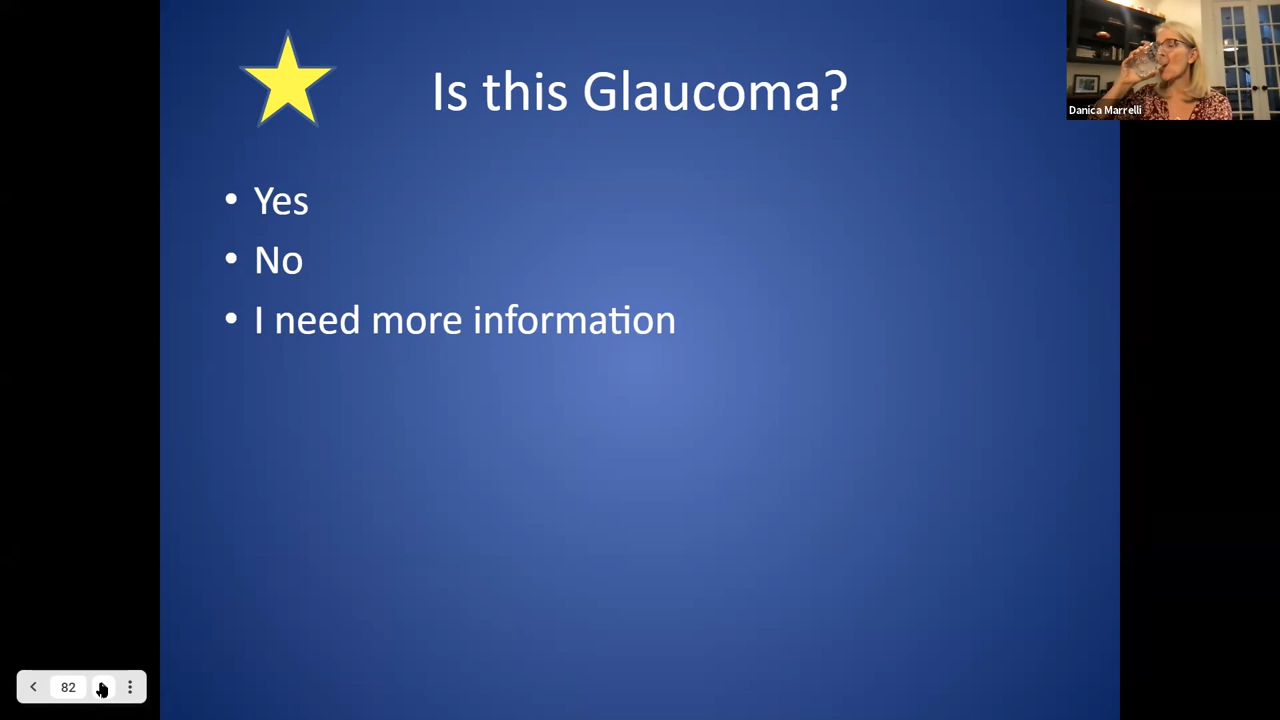 Is this Glaucoma?
Danica Marrelli
• Yes
• No
• I need more information
82